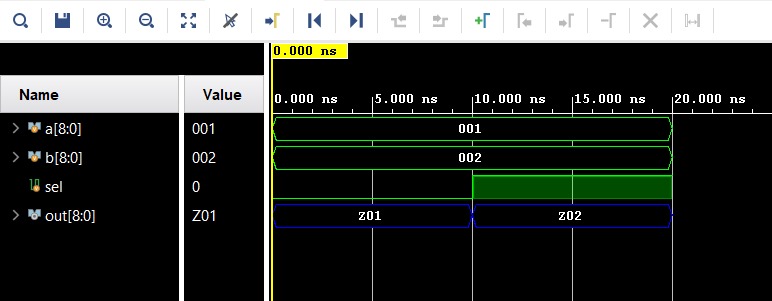 0.000 ns
Name Value
0.000 ns 5.000 ns 10.000 ns 15.000 ns 20.000 ns
a[8:0] 001 001
b[8:0] 002 002
sel 0
out[8:0] Z01 Z01 Z02